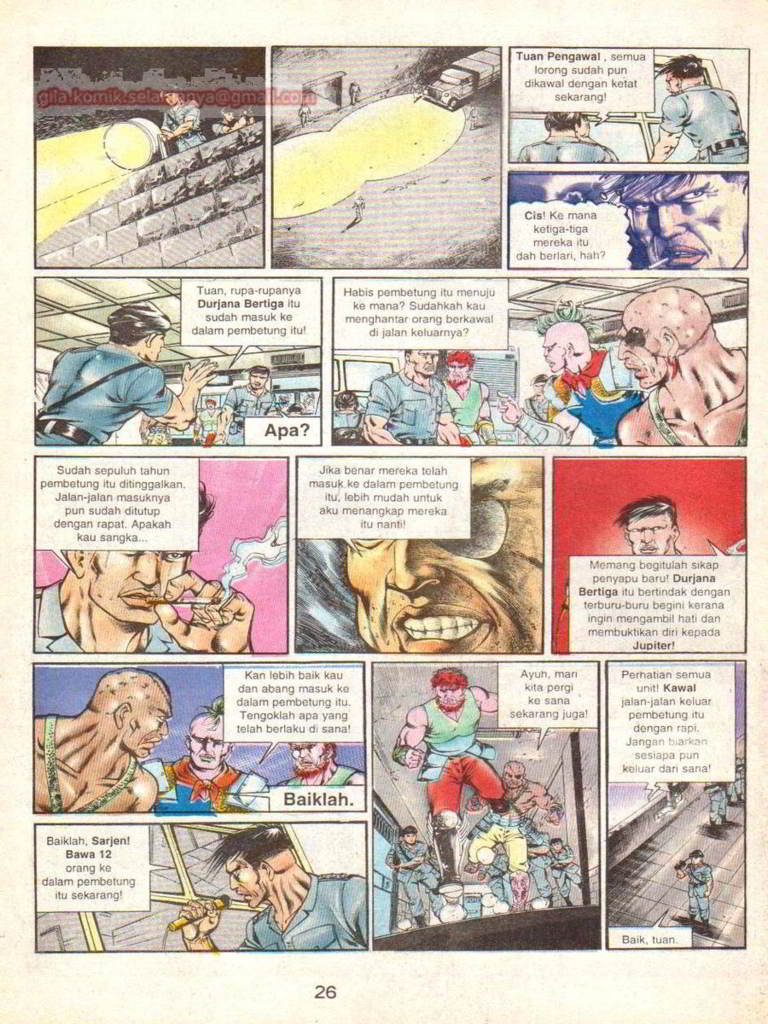 gila.komik.selamanya@gmail.com
Tuan Pengawal , semua
lorong sudah pun
dikawal dengan ketat
sekarang!
Cis! Ke mana
ketiga-tiga
mereka itu
dah berlari, hah?
Tuan, rupa-rupanya
Durjana Bertiga itu
sudah masuk ke
dalam pembetung itu!
Apa?
Habis pembetung itu menuju
ke mana? Sudahkah kau
menghantar orang berkawal
di jalan keluarnya?
Sudah sepuluh tahun
pembetung itu ditinggalkan.
Jalan-jalan masuknya
pun sudah ditutup
dengan rapat. Apakah
kau sangka...
Jika benar mereka telah
masuk ke dalam pembetung
itu, lebih mudah untuk
aku menangkap mereka
itu nanti!
Memang begitulah sikap
penyapu baru! Durjana
Bertiga itu bertindak dengan
terburu-buru begini kerana
ingin mengambil hati dan
membuktikan diri kepada
Jupiter!
Kan lebih baik kau
dan abang masuk ke
dalam pembetung itu.
Tengoklah apa yang
telah berlaku di sana!
Baiklah.
Baiklah, Sarjen!
Bawa 12
orang ke
dalam pembetung
itu sekarang!
Ayuh, mari
kita pergi
ke sana
sekarang juga!
Perhatian semua
unit! Kawal
jalan-jalan keluar
pembetung itu
dengan rapi.
Jangan biarkan
sesiapa pun
keluar dari sana!
Baik, tuan.
26